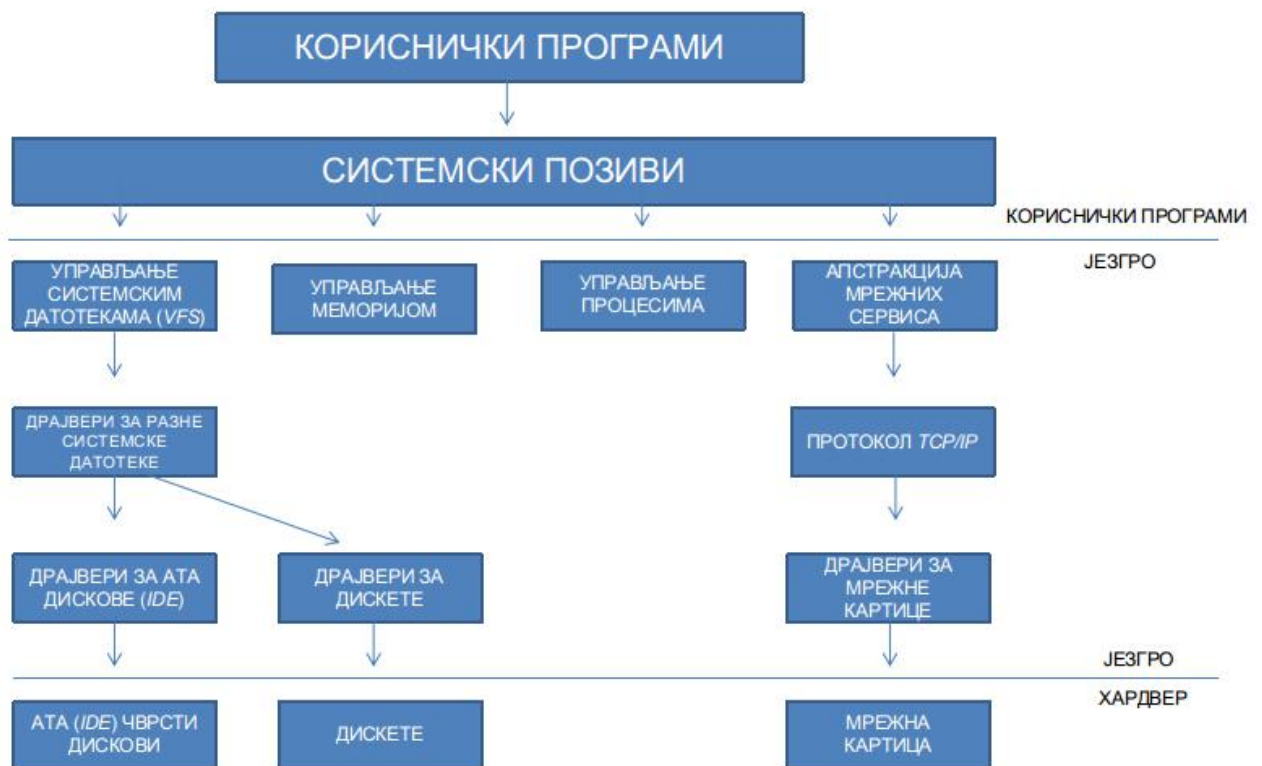 КОРИСНИЧКИ ПРОГРАМИ
СИСТЕМСКИ ПОЗИВИ
КОРИСНИЧКИ ПРОГРАМИ
ЈЕЗГРО
УПРАВЉАЊЕ
СИСТЕМСКИМ
ДАТОТЕКАМА (VFS)
УПРАВЉАЊЕ
МЕМОРИЈОМ
УПРАВЉАЊЕ
ПРОЦЕСИМА
АПСТРАКЦИЈА
МРЕЖНИХ
СЕРВИСА
ДРАЈВЕРИ ЗА РАЗНЕ
СИСТЕМСКЕ
ДАТОТЕКЕ
ПРОТОКОЛ TCP/IP
ДРАЈВЕРИ ЗА АТА
ДИСКОВЕ (IDE)
ДРАЈВЕРИ ЗА
ДИСКЕТЕ
ДРАЈВЕРИ ЗА
МРЕЖНЕ
КАРТИЦЕ
ЈЕЗГРО
ХАРДВЕР
АТА (IDE) ЧВРСТИ
ДИСКОВИ
ДИСКЕТЕ
МРЕЖНА
КАРТИЦА